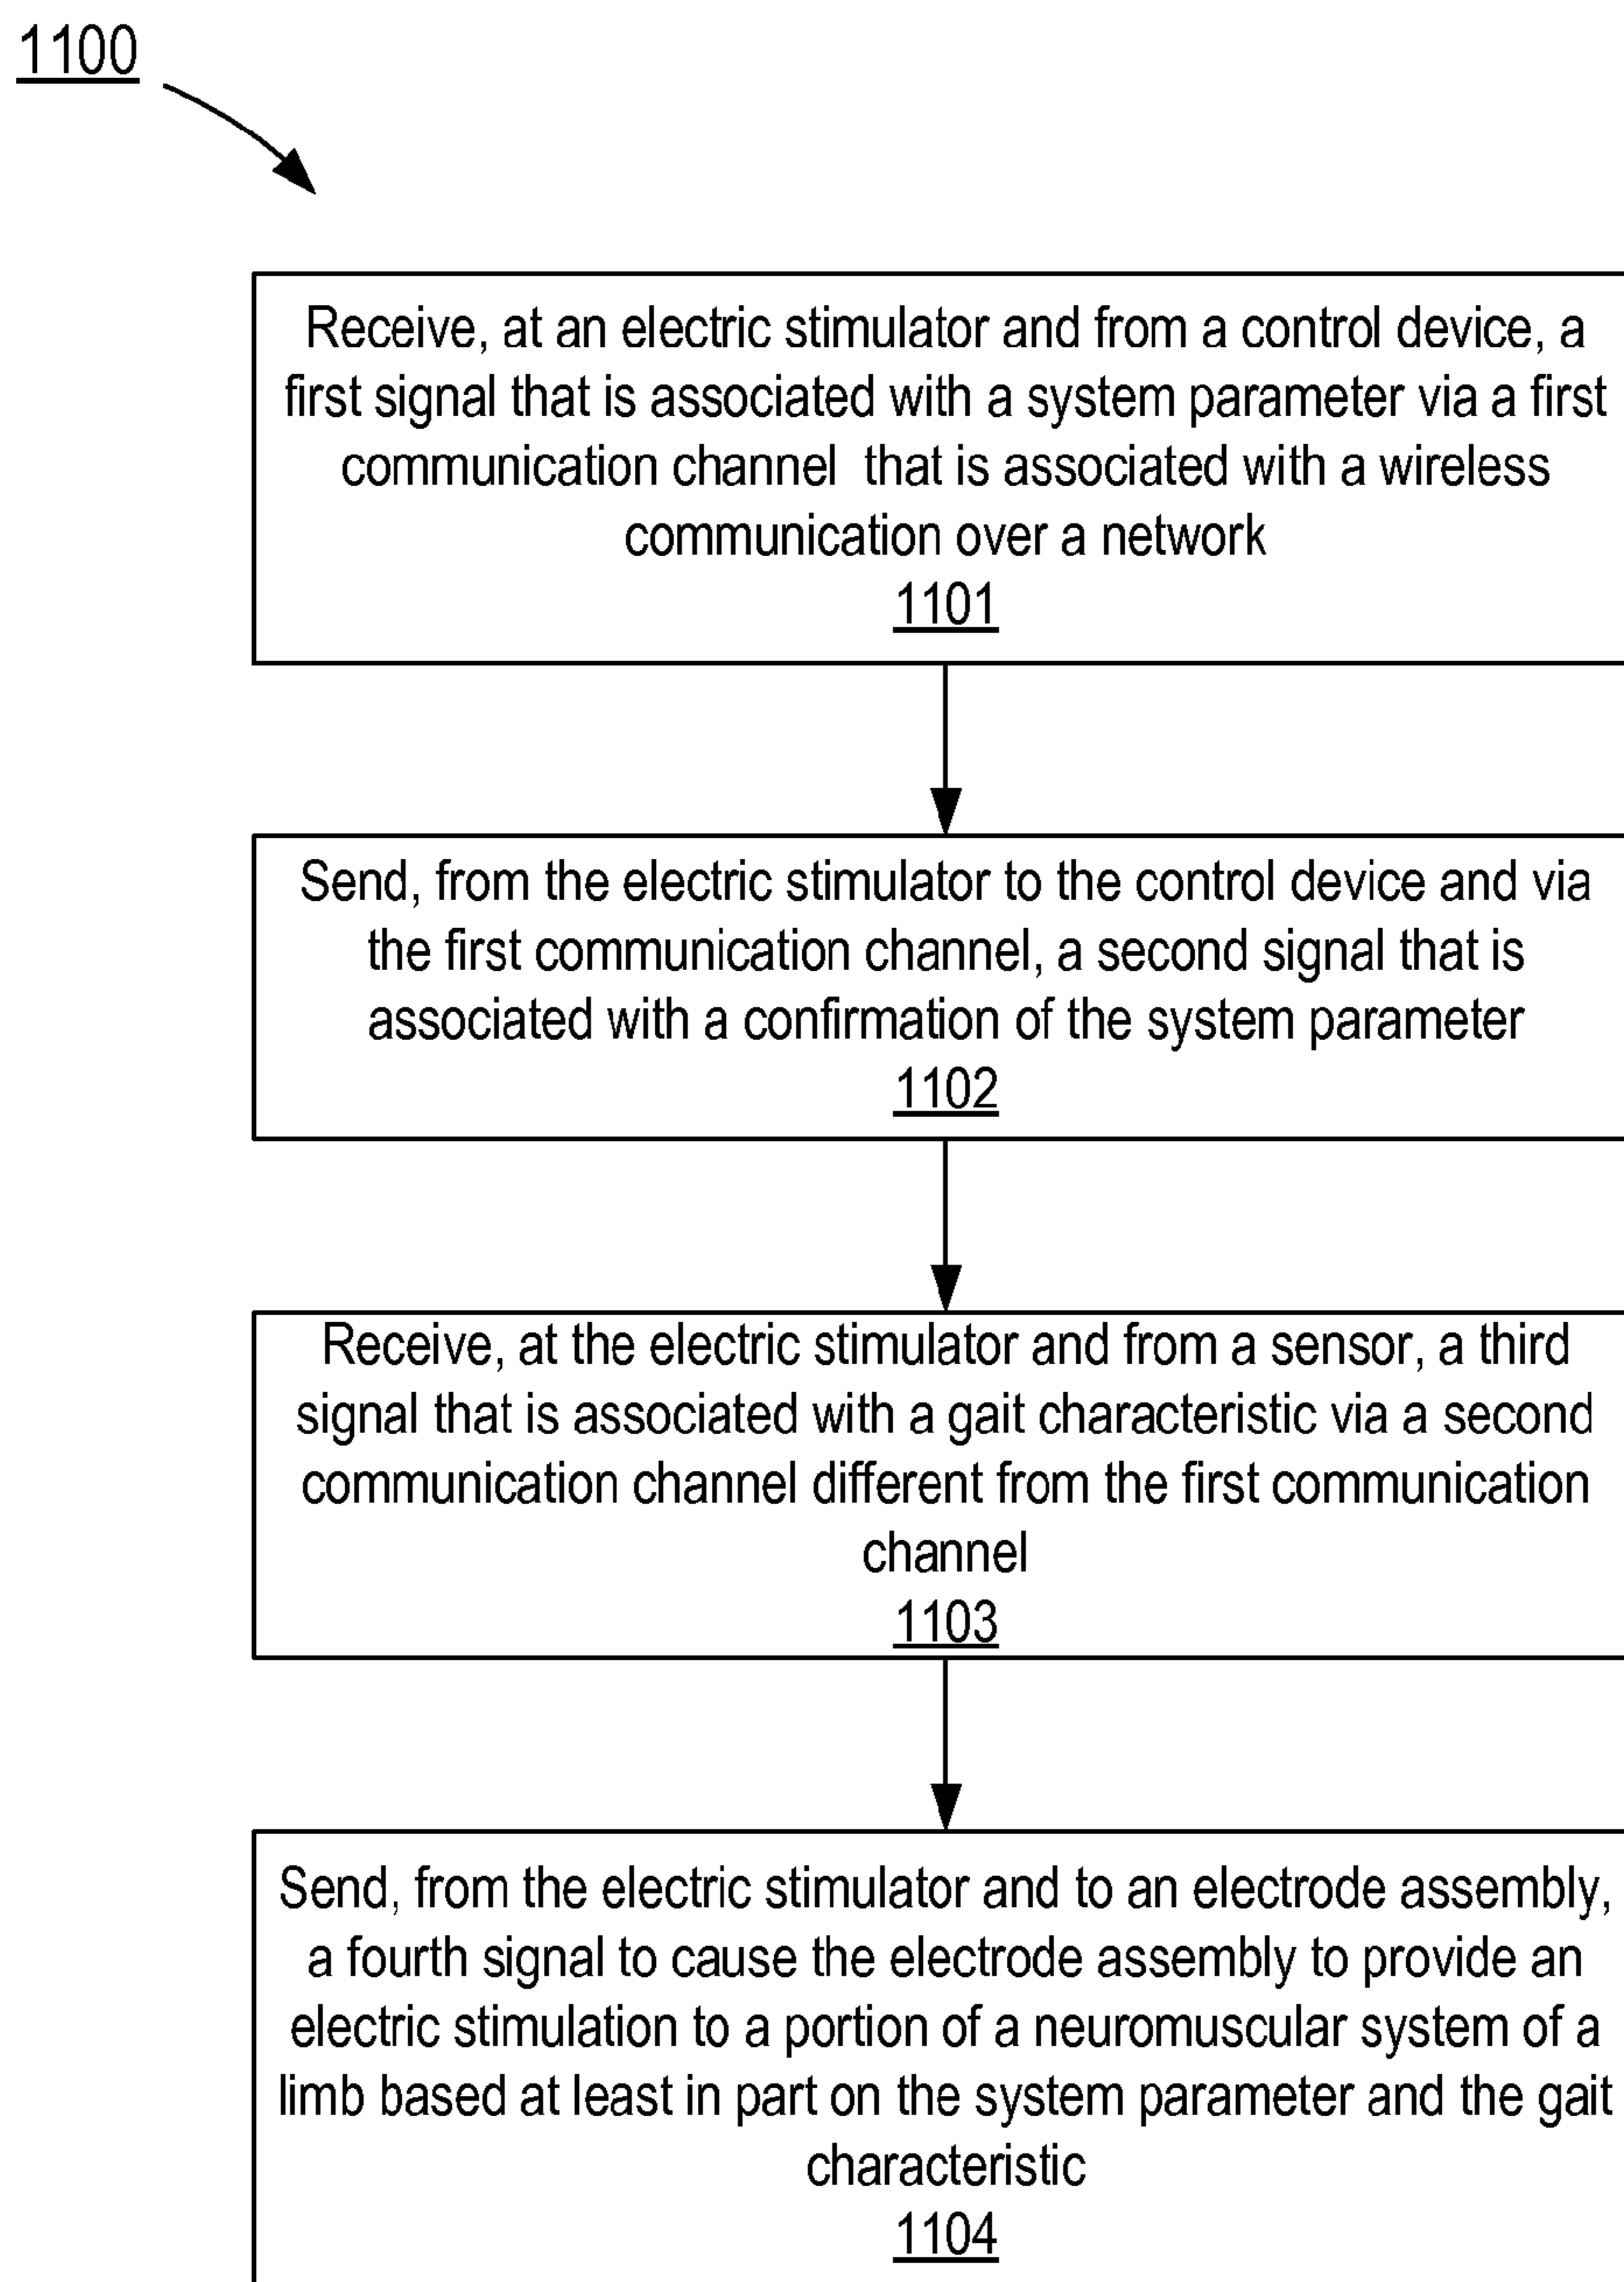 1100
Receive, at an electric stimulator and from a control device, a
first signal that is associated with a system parameter via a first
communication channel that is associated with a wireless
communication over a network
1101
Send, from the electric stimulator to the control device and via
the first communication channel, a second signal that is
associated with a confirmation of the system parameter
1102
Receive, at the electric stimulator and from a sensor, a third
signal that is associated with a gait characteristic via a second
communication channel different from the first communication
channel
1103
Send, from the electric stimulator and to an electrode assembly,
a fourth signal to cause the electrode assembly to provide an
electric stimulation to a portion of a neuromuscular system of a
limb based at least in part on the system parameter and the gait
characteristic
1104